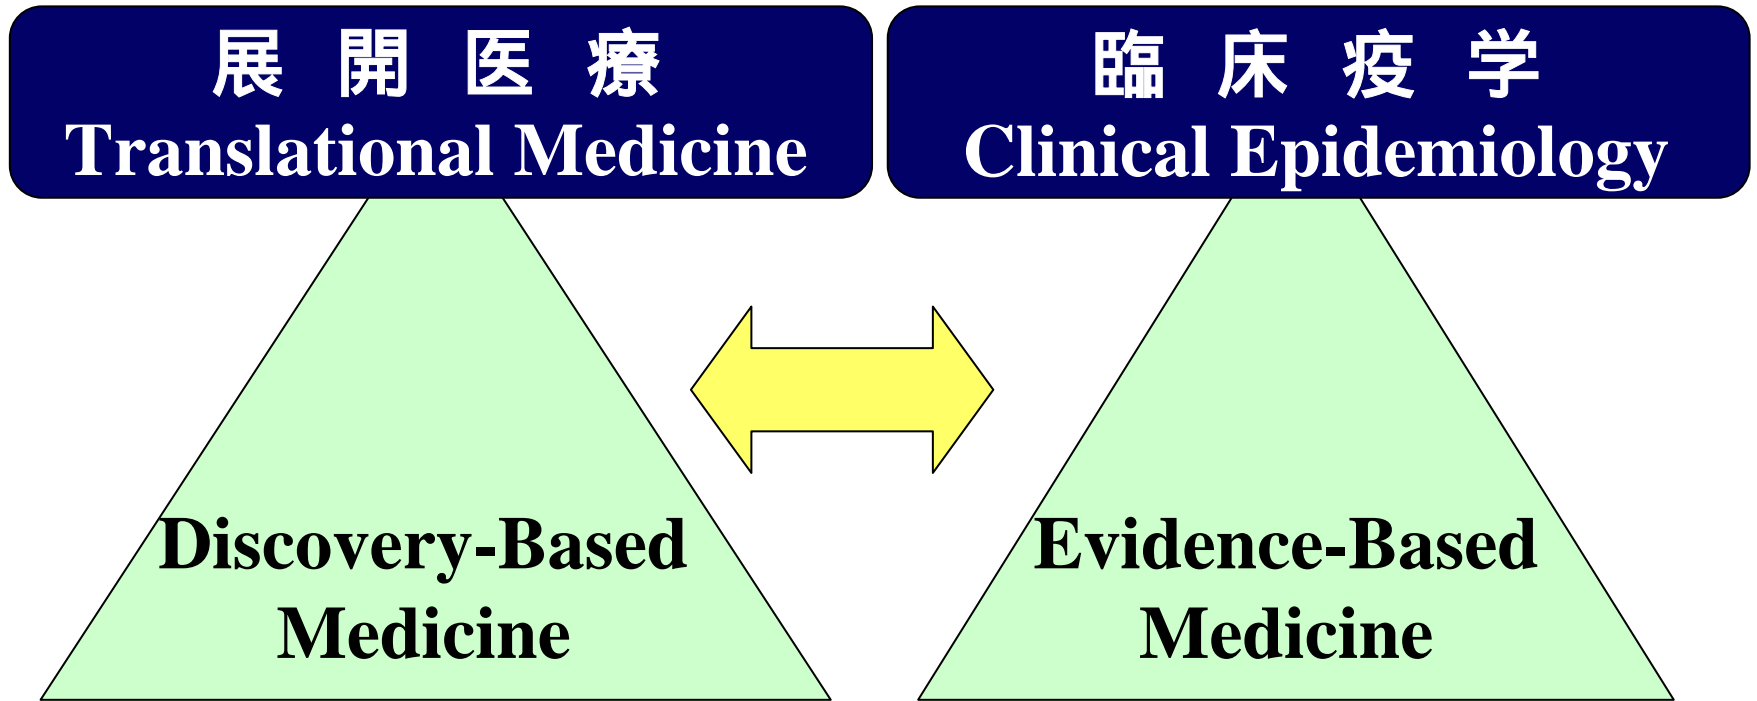 展開医療
Translational Medicine
臨床疫学
Clinical Epidemiology
Discovery-Based
Medicine
Evidence-Based
Medicine